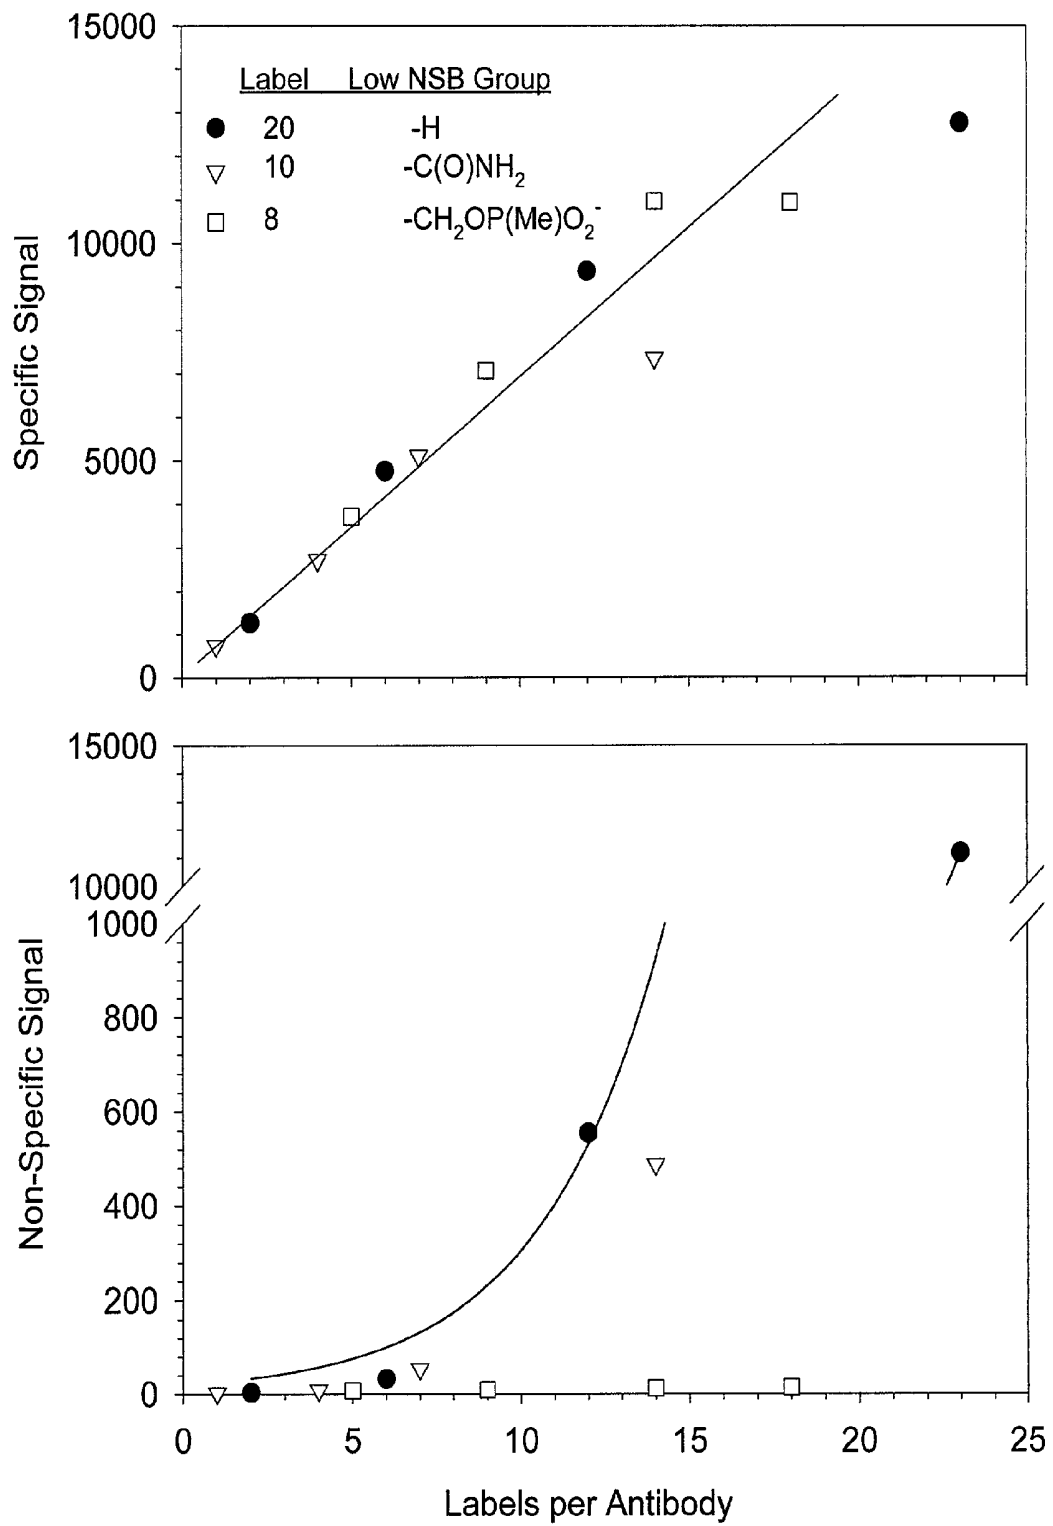 15000
Label Low NSB Group
20 -H
10 -C(O)NH2
8 -CH2OP(Me)O2-
10000
5000
0
Specific Signal
15000
10000
1000
800
600
400
200
0
Non-Specific Signal
0 5 10 15 20 25
Labels per Antibody